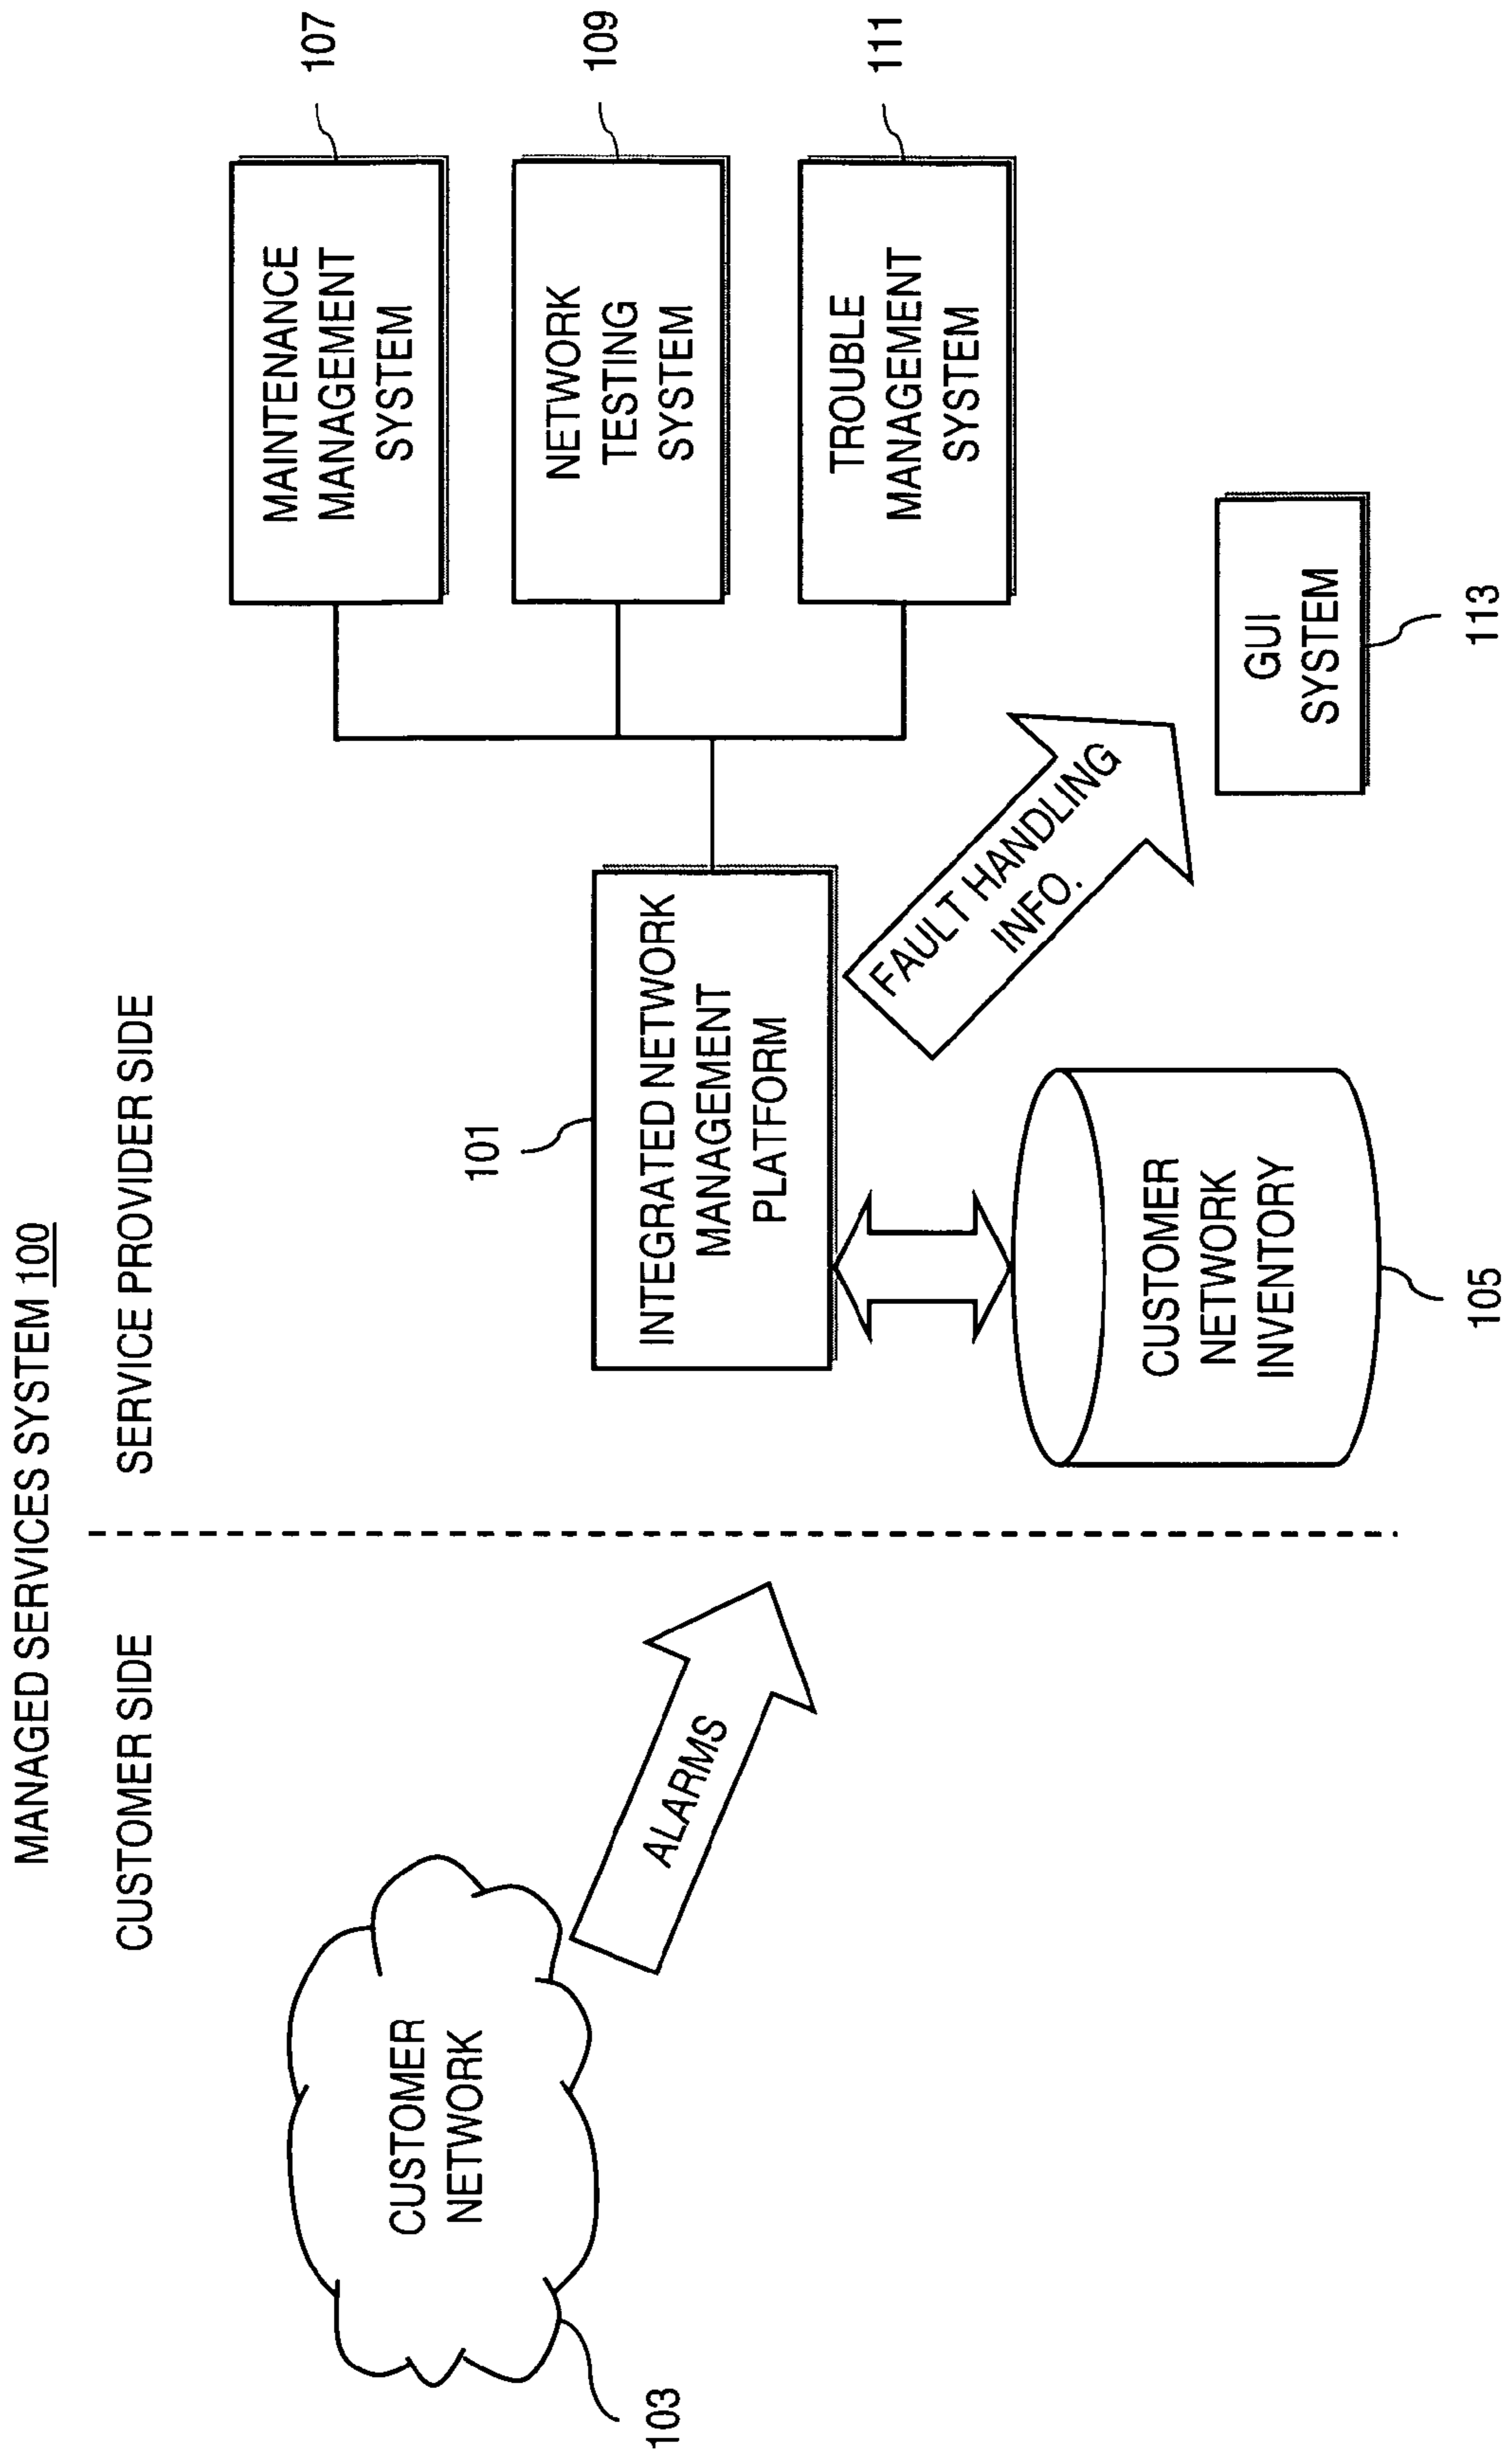 MANAGED SERVICES SYSTEM 100
CUSTOMER SIDE
SERVICE PROVIDER SIDE
CUSTOMER
NETWORK
103
ALARMS
101
INTEGRATED NETWORK
MANAGEMENT
PLATFORM
CUSTOMER
NETWORK
INVENTORY
105
FAULT HANDLING
INFO.
MAINTENANCE
MANAGEMENT
SYSTEM
107
NETWORK
TESTING
SYSTEM
109
TROUBLE
MANAGEMENT
SYSTEM
111
GUI
SYSTEM
113